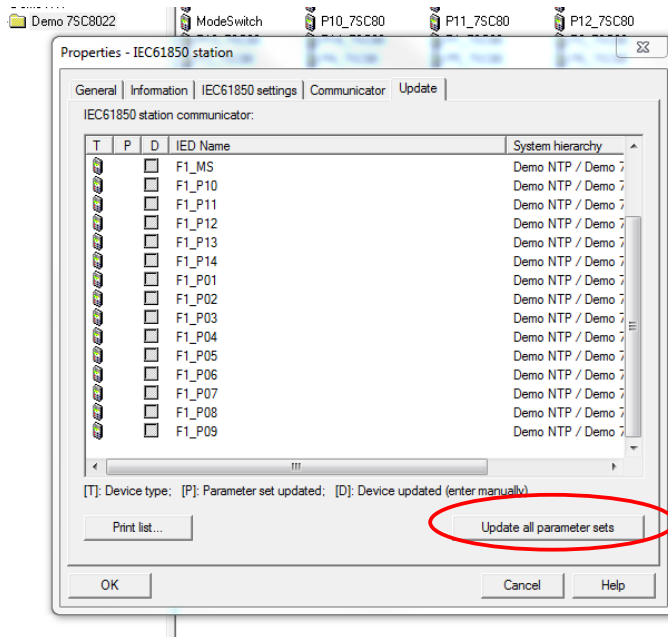 Demo 7SC8022 ModeSwitch P10_7SC80 P11_7SC80 P12_7SC80
Properties - IEC61850 station
General Information IEC61850 settings Communicator Update
IEC61850 station communicator:
T P D IED Name System hierarchy
F1_MS Demo NTP / Demo 7
F1_P10 Demo NTP / Demo 7
F1_P11 Demo NTP / Demo 7
F1_P12 Demo NTP / Demo 7
F1_P13 Demo NTP / Demo 7
F1_P14 Demo NTP / Demo 7
F1_P01 Demo NTP / Demo 7
F1_P02 Demo NTP / Demo 7
F1_P03 Demo NTP / Demo 7
F1_P04 Demo NTP / Demo 7
F1_P05 Demo NTP / Demo 7
F1_P06 Demo NTP / Demo 7
F1_P07 Demo NTP / Demo 7
F1_P08 Demo NTP / Demo 7
F1_P09 Demo NTP / Demo 7
[T]: Device type; [P]: Parameter set updated; [D]: Device updated (enter manually)
Print list... Update all parameter sets
OK Cancel Help